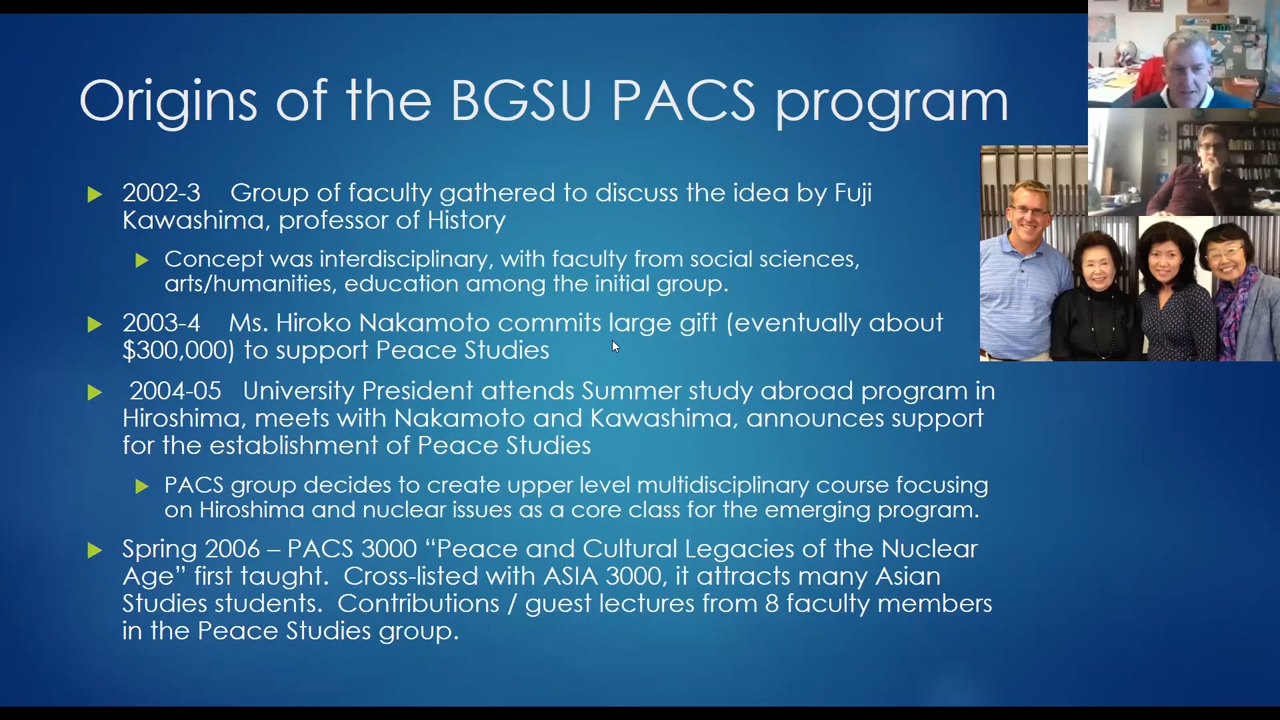 Origins of the BGSU PACS program
2002-3 Group of faculty gathered to discuss the idea by Fuji
Kawashima, professor of History
Concept was interdisciplinary, with faculty from social sciences,
arts/humanities, education among the initial group.
2003-4 Ms. Hiroko Nakamoto commits large gift (eventually about
$300,000) to support Peace Studies
2004-05 University President attends Summer study abroad program in
Hiroshima, meets with Nakamoto and Kawashima, announces support
for the establishment of Peace Studies
PACS group decides to create upper level multidisciplinary course focusing
on Hiroshima and nuclear issues as a core class for the emerging program.
Spring 2006 – PACS 3000 “Peace and Cultural Legacies of the Nuclear
Age” first taught. Cross-listed with ASIA 3000, it attracts many Asian
Studies students. Contributions / guest lectures from 8 faculty members
in the Peace Studies group.